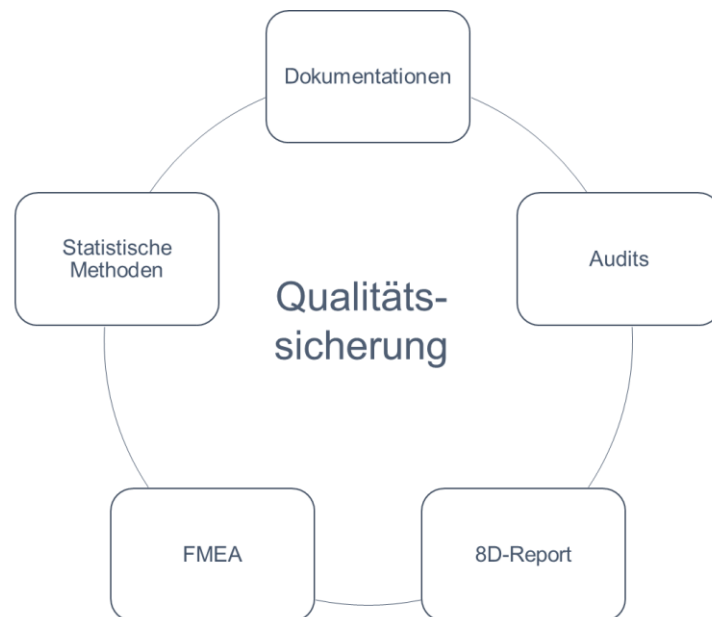 Dokumentationen
Audits
8D-Report
FMEA
Statistische
Methoden
Qualitäts-
sicherung